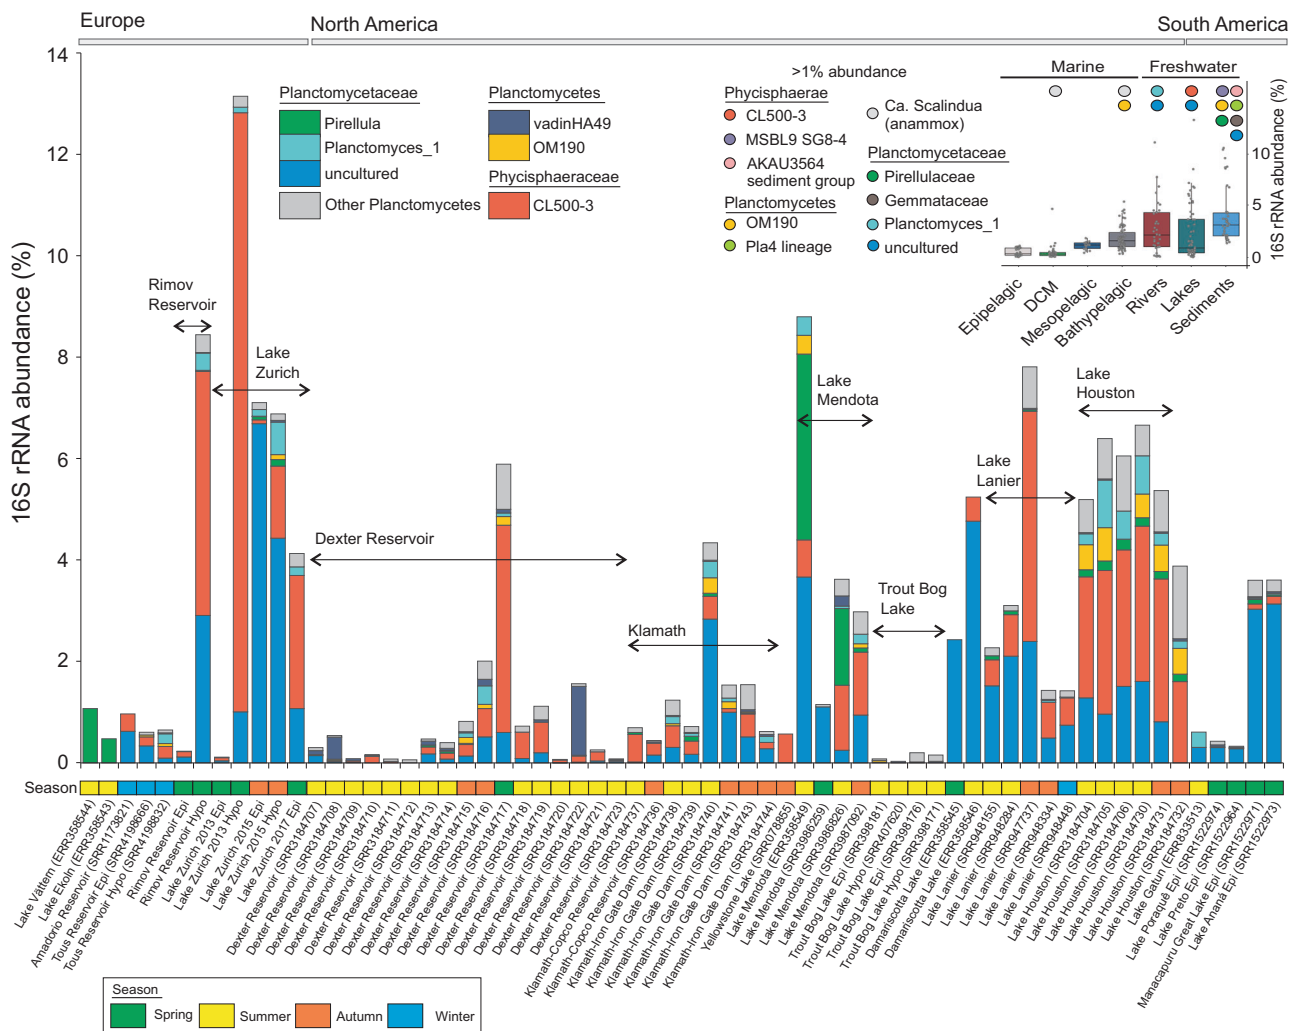 Europe
North America
South America
14
12
10
8
6
4
2
0
16S rRNA abundance (%)
Planctomycetaceae
Pirellula
Planctomyces_1
uncultured
Other Planctomycetes
Planctomycetes
vadinHA49
OM190
Phycisphaeraceae
CL500-3
>1% abundance
Phycisphaerae
CL500-3
MSBL9 SG8-4
AKAU3564
sediment group
Planctomycetes
OM190
Pla4 lineage
Ca. Scalindua
(anammox)
Planctomycetaceae
Pirellulaceae
Gemmataceae
Planctomyces_1
uncultured
Marine
Freshwater
10
5
0
16S rRNA abundance (%)
Epipelagic
DCM
Mesopelagic
Bathypelagic
Rivers
Lakes
Sediments
Rimov
Reservoir
Lake
Zurich
Dexter Reservoir
Klamath
Lake
Mendota
Trout Bog
Lake
Lake
Lanier
Lake
Houston
Season
Lake Vättern (ERR358544)
Lake Ekoln (ERR358543)
Amadorio Reservoir (SRR1173821)
Tous Reservoir Epi (SRR4198666)
Tous Reservoir Hypo (SRR4198832)
Rimov Reservoir Epi
Rimov Reservoir Hypo
Lake Zurich 2013 Epi
Lake Zurich 2013 Hypo
Lake Zurich 2015 Epi
Lake Zurich 2015 Hypo
Lake Zurich 2017 Epi
Dexter Reservoir (SRR3184707)
Dexter Reservoir (SRR3184708)
Dexter Reservoir (SRR3184709)
Dexter Reservoir (SRR3184710)
Dexter Reservoir (SRR3184711)
Dexter Reservoir (SRR3184712)
Dexter Reservoir (SRR3184713)
Dexter Reservoir (SRR3184714)
Dexter Reservoir (SRR3184715)
Dexter Reservoir (SRR3184716)
Dexter Reservoir (SRR3184717)
Dexter Reservoir (SRR3184718)
Dexter Reservoir (SRR3184719)
Dexter Reservoir (SRR3184720)
Dexter Reservoir (SRR3184722)
Dexter Reservoir (SRR3184721)
Dexter Reservoir (SRR3184723)
Klamath-Copco Reservoir (SRR3184737)
Klamath-Copco Reservoir (SRR3184736)
Klamath-Iron Gate Dam (SRR3184738)
Klamath-Iron Gate Dam (SRR3184739)
Klamath-Iron Gate Dam (SRR3184740)
Klamath-Iron Gate Dam (SRR3184741)
Klamath-Iron Gate Dam (SRR3184743)
Klamath-Iron Gate Dam (SRR3184744)
Yellowstone Lake (SRR078855)
Lake Mendota (ERR358549)
Lake Mendota (SRR3986259)
Lake Mendota (SRR3986826)
Lake Mendota (SRR3987092)
Trout Bog Lake Epi (SRR398181)
Trout Bog Lake Hypo (SRR407620)
Trout Bog Lake Epi (SRR398176)
Trout Bog Lake Hypo (SRR398171)
Damariscotta Lake (ERR358545)
Damariscotta Lake (ERR358546)
Lake Lanier (SRR948155)
Lake Lanier (SRR948284)
Lake Lanier (SRR947737)
Lake Lanier (SRR948334)
Lake Lanier (SRR948448)
Lake Houston (SRR3184704)
Lake Houston (SRR3184705)
Lake Houston (SRR3184706)
Lake Houston (SRR3184730)
Lake Houston (SRR3184731)
Lake Houston (SRR3184732)
Lake Gatun (SRR033513)
Lake Poraquê Epi (SRR1522974)
Lake Preto Epi (SRR1522964)
Manacapuru Great Lake Epi (SRR1522971)
Lake Ananá Epi (SRR1522973)
Season
Spring
Summer
Autumn
Winter